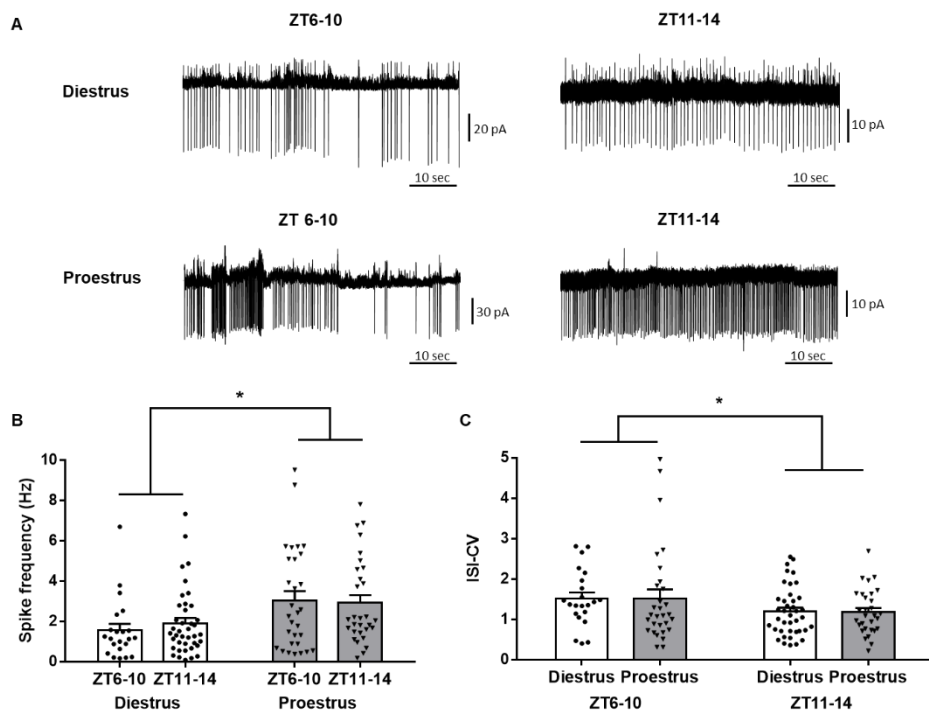 A
ZT6-10
ZT11-14
Diestrus
20 pA
10 pA
10 sec
10 sec
ZT 6-10
ZT11-14
Proestrus
30 pA
10 pA
10 sec
10 sec
B
*
Spike frequency (Hz)
10
8
6
4
2
0
ZT6-10 ZT11-14 ZT6-10 ZT11-14
Diestrus Proestrus
C
*
ISI-CV
5
4
3
2
1
0
Diestrus Proestrus Diestrus Proestrus
ZT6-10 ZT11-14